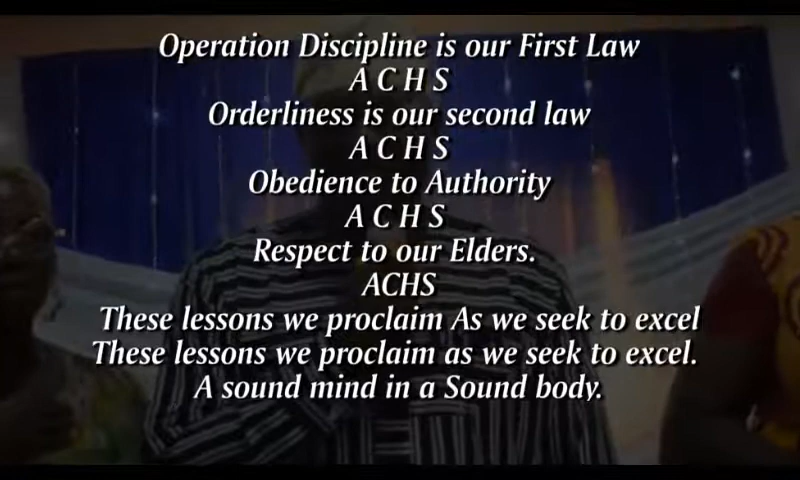 Operation Discipline is our First Law
A C H S
Orderliness is our second law
A C H S
Obedience to Authority
A C H S
Respect to our Elders.
ACHS
These lessons we proclaim As we seek to excel
These lessons we proclaim as we seek to excel.
A sound mind in a Sound body.